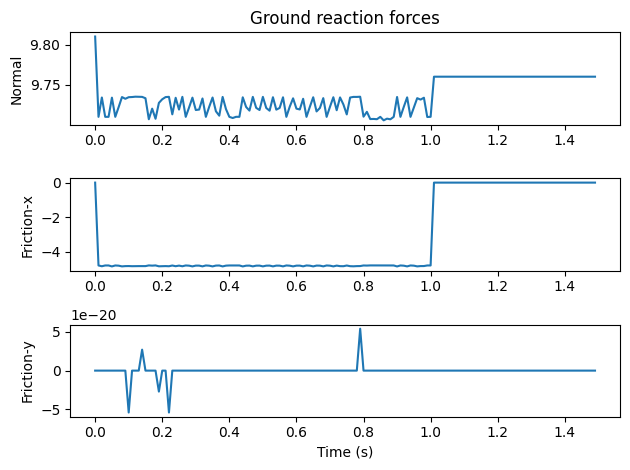 Ground reaction forces
Normal
9.80
9.75
0.0 0.2 0.4 0.6 0.8 1.0 1.2 1.4
Friction-x
0
−2
−4
0.0 0.2 0.4 0.6 0.8 1.0 1.2 1.4
1e−20
Friction-y
5
0
−5
0.0 0.2 0.4 0.6 0.8 1.0 1.2 1.4
Time (s)